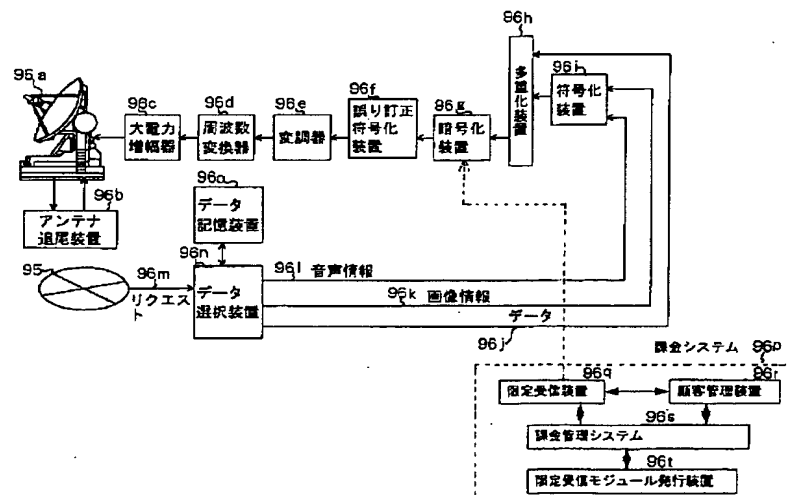 96h
96a
96c
96d
96e
96f
96g
96i
大電力
増幅器
周波数
変換器
変調器
誤り訂正
符号化
装置
暗号化
装置
多重化装置
符号化
装置
96b
アンテナ
追尾装置
96o
データ
記憶装置
95
96m
リクエス
ト
96n
データ
選択装置
96l 音声情報
96k 画像情報
データ
96j
課金システム 96p
96q
限定受信装置
96r
顧客管理装置
96s
課金管理システム
96t
限定受信モジュール発行装置